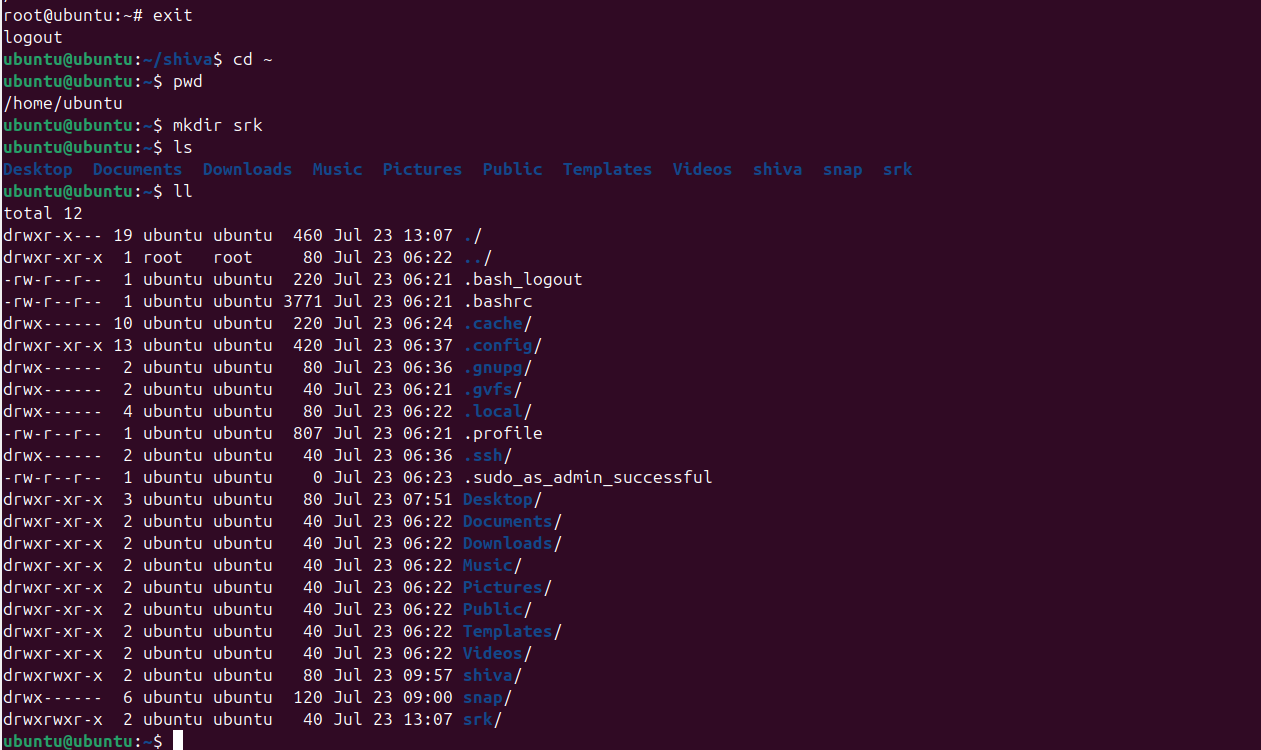 root@ubuntu:~# exit
logout
ubuntu@ubuntu:~/shiva$ cd ~
ubuntu@ubuntu:~$ pwd
/home/ubuntu
ubuntu@ubuntu:~$ mkdir srk
ubuntu@ubuntu:~$ ls
Desktop  Documents  Downloads  Music  Pictures  Public  Templates  Videos  shiva  snap  srk
ubuntu@ubuntu:~$ ll
total 12
drwxr-x--- 19 ubuntu ubuntu  460 Jul 23 13:07 ./
drwxr-xr-x  1 root   root     80 Jul 23 06:22 ../
-rw-r--r--  1 ubuntu ubuntu  220 Jul 23 06:21 .bash_logout
-rw-r--r--  1 ubuntu ubuntu 3771 Jul 23 06:21 .bashrc
drwx------ 10 ubuntu ubuntu  220 Jul 23 06:24 .cache/
drwxr-xr-x 13 ubuntu ubuntu  420 Jul 23 06:37 .config/
drwx------  2 ubuntu ubuntu   80 Jul 23 06:36 .gnupg/
drwx------  2 ubuntu ubuntu   40 Jul 23 06:21 .gvfs/
drwx------  4 ubuntu ubuntu   80 Jul 23 06:22 .local/
-rw-r--r--  1 ubuntu ubuntu  807 Jul 23 06:21 .profile
drwx------  2 ubuntu ubuntu   40 Jul 23 06:36 .ssh/
-rw-r--r--  1 ubuntu ubuntu    0 Jul 23 06:23 .sudo_as_admin_successful
drwxr-xr-x  3 ubuntu ubuntu   80 Jul 23 07:51 Desktop/
drwxr-xr-x  2 ubuntu ubuntu   40 Jul 23 06:22 Documents/
drwxr-xr-x  2 ubuntu ubuntu   40 Jul 23 06:22 Downloads/
drwxr-xr-x  2 ubuntu ubuntu   40 Jul 23 06:22 Music/
drwxr-xr-x  2 ubuntu ubuntu   40 Jul 23 06:22 Pictures/
drwxr-xr-x  2 ubuntu ubuntu   40 Jul 23 06:22 Public/
drwxr-xr-x  2 ubuntu ubuntu   40 Jul 23 06:22 Templates/
drwxr-xr-x  2 ubuntu ubuntu   40 Jul 23 06:22 Videos/
drwxrwxr-x  2 ubuntu ubuntu   80 Jul 23 09:57 shiva/
drwx------  6 ubuntu ubuntu  120 Jul 23 09:00 snap/
drwxrwxr-x  2 ubuntu ubuntu   40 Jul 23 13:07 srk/
ubuntu@ubuntu:~$